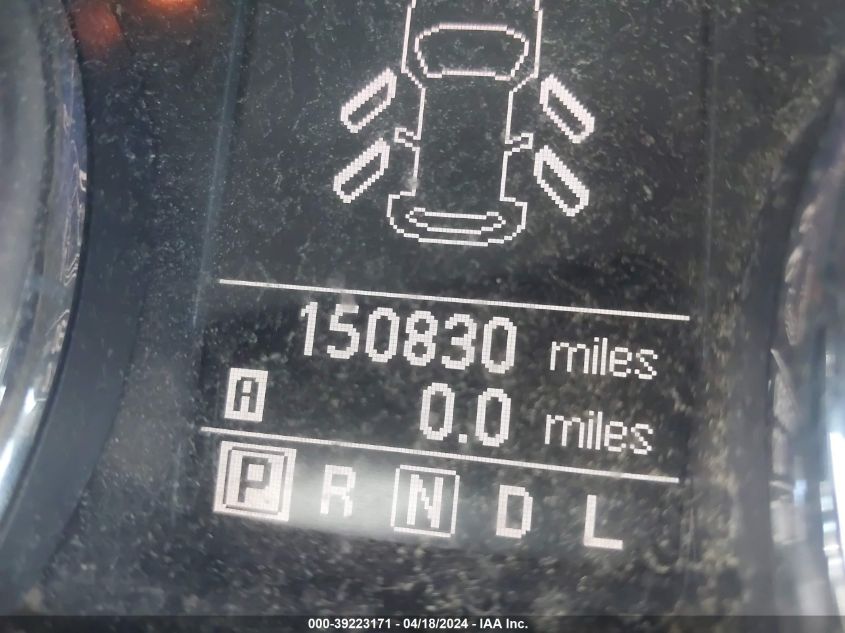 150830 miles
A 0.0 miles
P R N D L
000-39223171 - 04/18/2024 - IAA Inc.